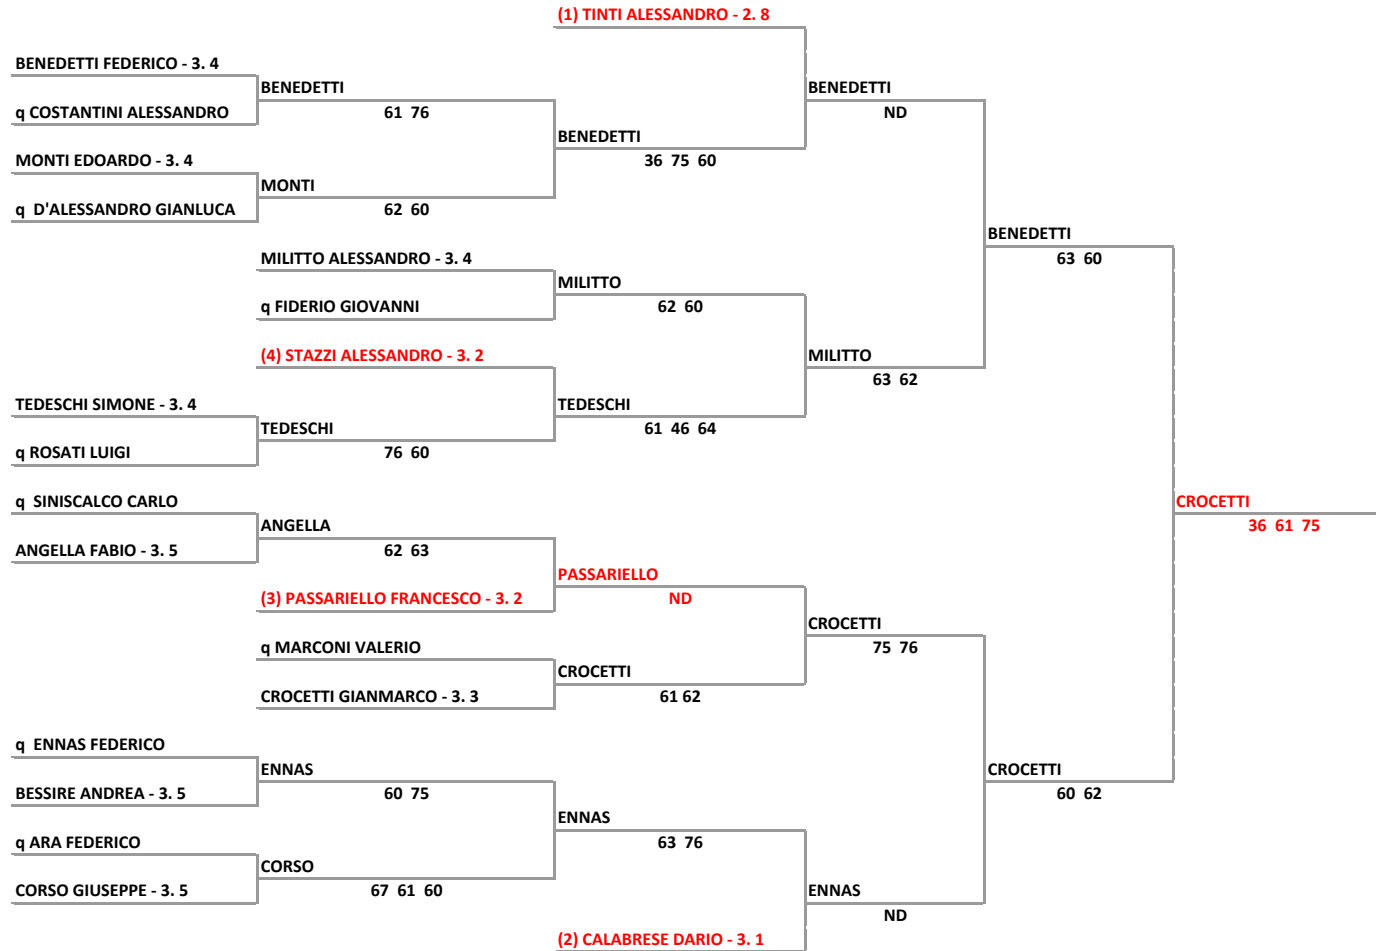 (1) TINTI ALESSANDRO - 2. 8
BENEDETTI FEDERICO - 3. 4
BENEDETTI
BENEDETTI
q COSTANTINI ALESSANDRO
61 76
ND
BENEDETTI
MONTI EDOARDO - 3. 4
36 75 60
MONTI
q D'ALESSANDRO GIANLUCA
62 60
BENEDETTI
MILITTO ALESSANDRO - 3. 4
63 60
MILITTO
q FIDERIO GIOVANNI
62 60
(4) STAZZI ALESSANDRO - 3. 2
MILITTO
63 62
TEDESCHI SIMONE - 3. 4
TEDESCHI
TEDESCHI
61 46 64
q ROSATI LUIGI
76 60
q SINISCALCO CARLO
CROCETTI
ANGELLA
36 61 75
ANGELLA FABIO - 3. 5
62 63
PASSARIELLO
(3) PASSARIELLO FRANCESCO - 3. 2
ND
CROCETTI
q MARCONI VALERIO
75 76
CROCETTI
CROCETTI GIANMARCO - 3. 3
61 62
q ENNAS FEDERICO
ENNAS
CROCETTI
BESSIRE ANDREA - 3. 5
60 75
60 62
ENNAS
q ARA FEDERICO
63 76
CORSO
CORSO GIUSEPPE - 3. 5
67 61 60
ENNAS
ND
(2) CALABRESE DARIO - 3. 1